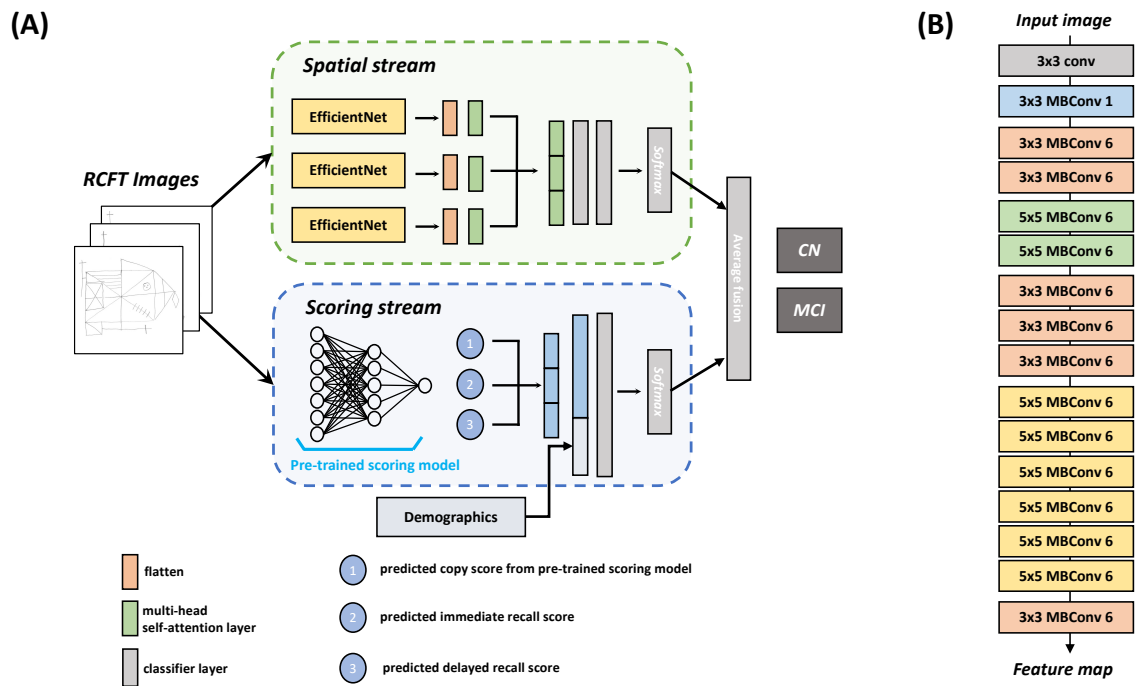 (A)
Spatial stream
EfficientNet
EfficientNet
EfficientNet
Softmax
RCFT Images
Scoring stream
1
2
3
Softmax
Pre-trained scoring model
Demographics
Average fusion
CN
MCI
flatten
multi-head
self-attention layer
classifier layer
1 predicted copy score from pre-trained scoring model
2 predicted immediate recall score
3 predicted delayed recall score
(B)
Input image
3x3 conv
3x3 MBConv 1
3x3 MBConv 6
3x3 MBConv 6
5x5 MBConv 6
5x5 MBConv 6
3x3 MBConv 6
3x3 MBConv 6
3x3 MBConv 6
5x5 MBConv 6
5x5 MBConv 6
5x5 MBConv 6
5x5 MBConv 6
5x5 MBConv 6
5x5 MBConv 6
3x3 MBConv 6
Feature map